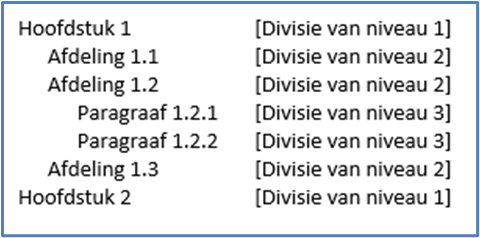 Hoofdstuk 1 [Divisie van niveau 1]
Afdeling 1.1 [Divisie van niveau 2]
Afdeling 1.2 [Divisie van niveau 2]
Paragraaf 1.2.1 [Divisie van niveau 3]
Paragraaf 1.2.2 [Divisie van niveau 3]
Afdeling 1.3 [Divisie van niveau 2]
Hoofdstuk 2 [Divisie van niveau 1]